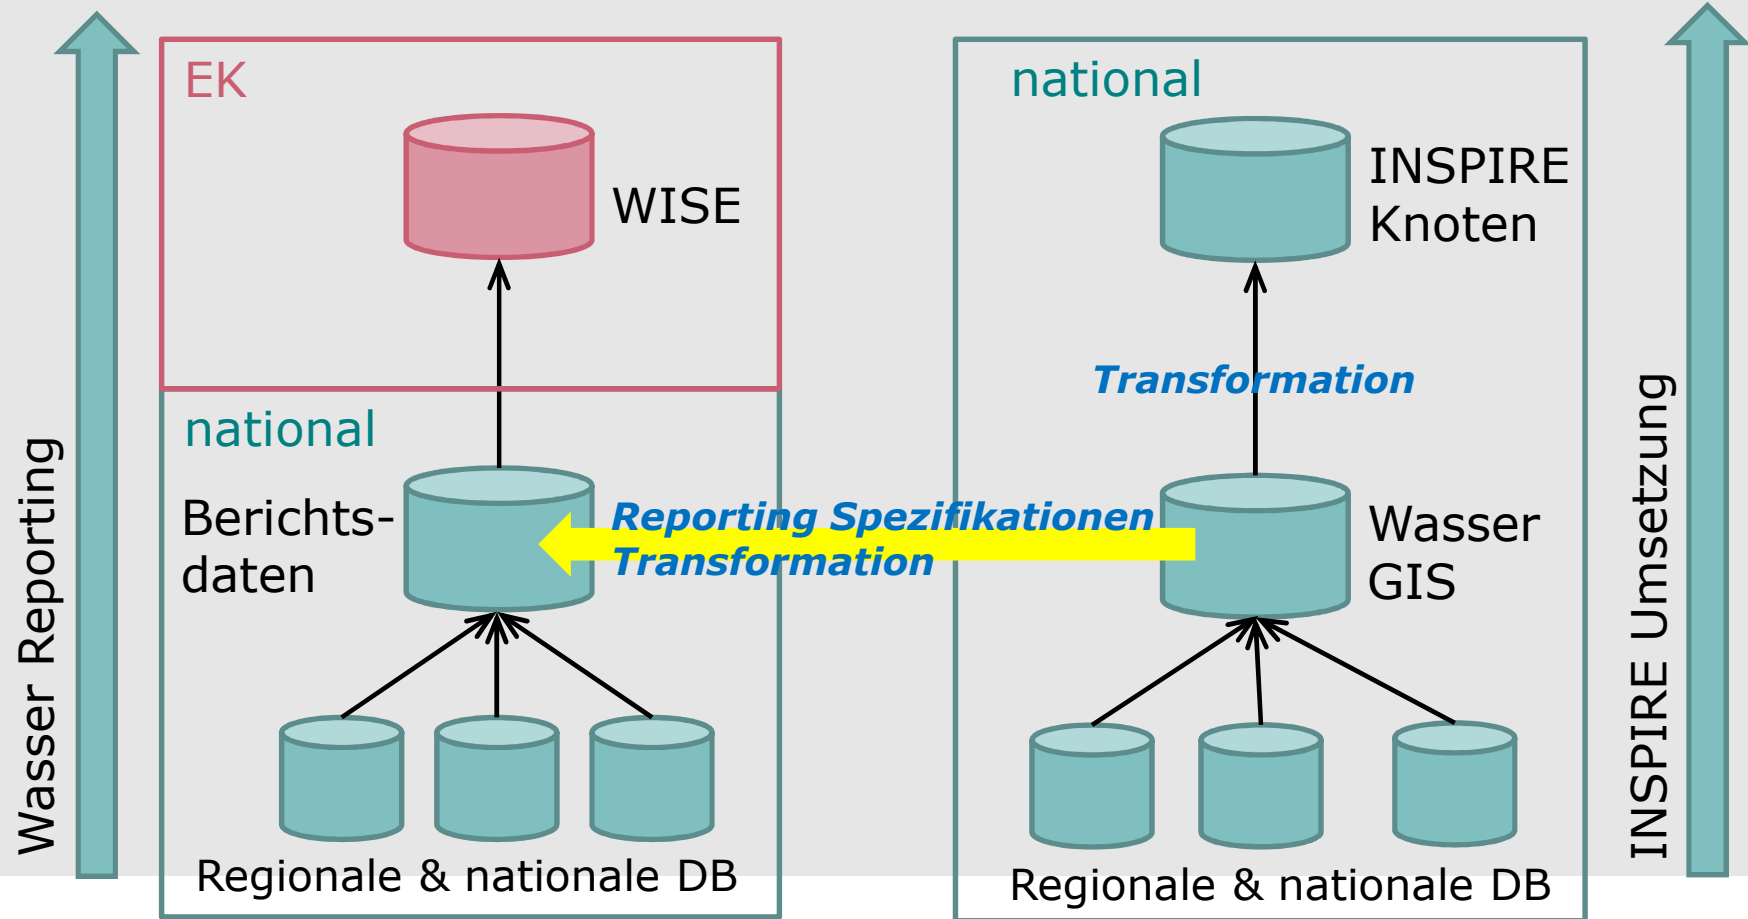 Wasser Reporting
EK
WISE
national
Berichts-
daten
Regionale & nationale DB
Reporting Spezifikationen
Transformation
national
INSPIRE
Knoten
Transformation
Wasser
GIS
Regionale & nationale DB
INSPIRE Umsetzung